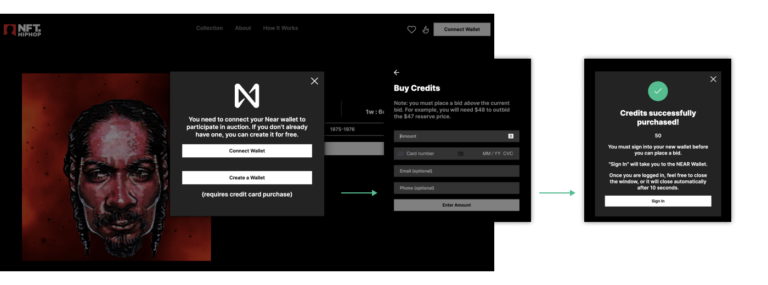 NFT.
HIPHOP
Collection About How It Works
Connect Wallet
You need to connect your Near wallet to
participate in auction. If you don't already
have one, you can create it for free.
Connect Wallet
Create a Wallet
(requires credit card purchase)
1975-1976
Buy Credits
Note: you must place a bid above the current
bid. For example, you will need $48 to outbid
the $47 reserve price.
Amount
Card number MM / YY CVC
Email (optional)
Phone (optional)
Enter Amount
Credits successfully
purchased!
50
You must sign into your new wallet before
you can place a bid.
"Sign In" will take you to the NEAR Wallet.
Once you are logged in, feel free to close
the window, or it will close automatically
after 10 seconds.
Sign In